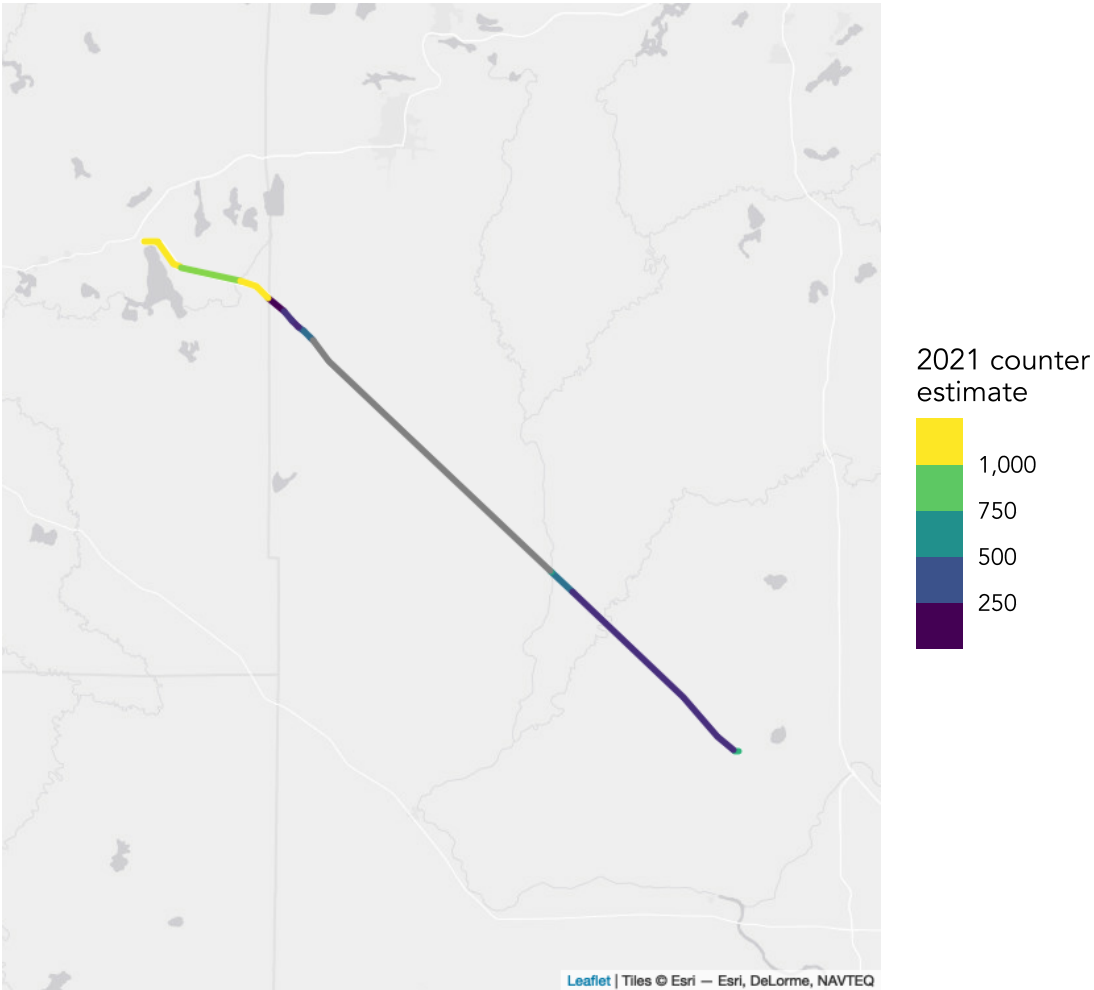 2021 counter
estimate
1,000
750
500
250
Leaflet | Tiles © Esri — Esri, DeLorme, NAVTEQ